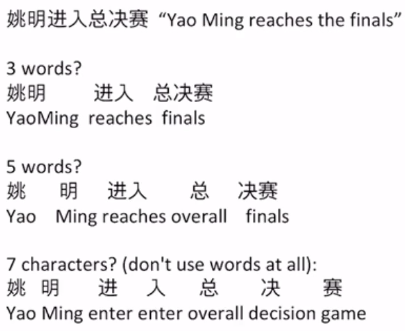 姚明进入总决赛 “Yao Ming reaches the finals”
3 words?
姚明 进入 总决赛
YaoMing reaches finals
5 words?
姚 明 进入 总 决赛
Yao Ming reaches overall finals
7 characters? (don't use words at all):
姚 明 进 入 总 决 赛
Yao Ming enter enter overall decision game